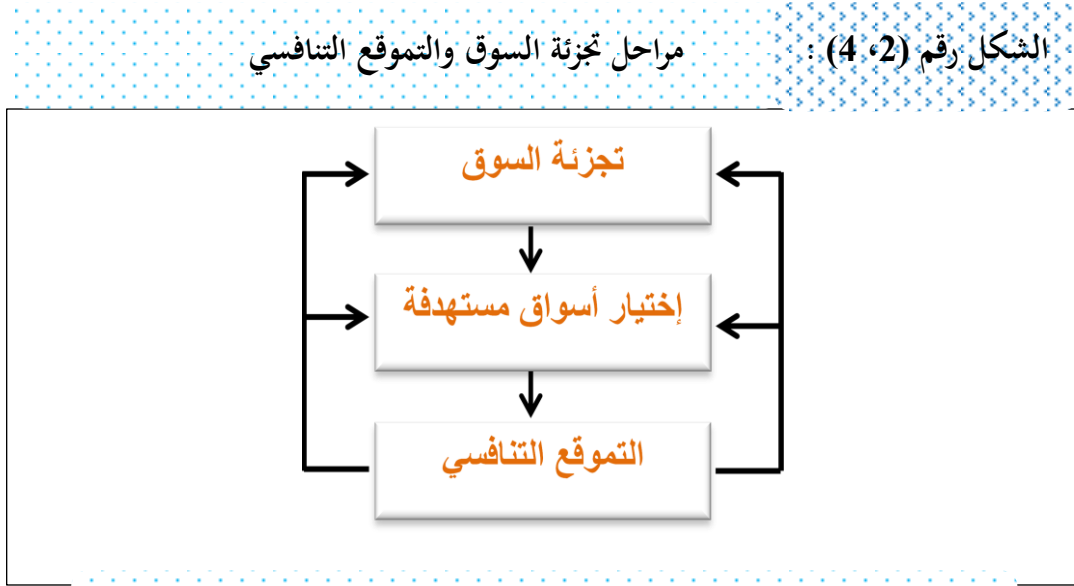 الشكل رقم (2، 4) : مراحل تجزئة السوق والتموقع التنافسي
تجزئة السوق
إختيار أسواق مستهدفة
التموقع التنافسي